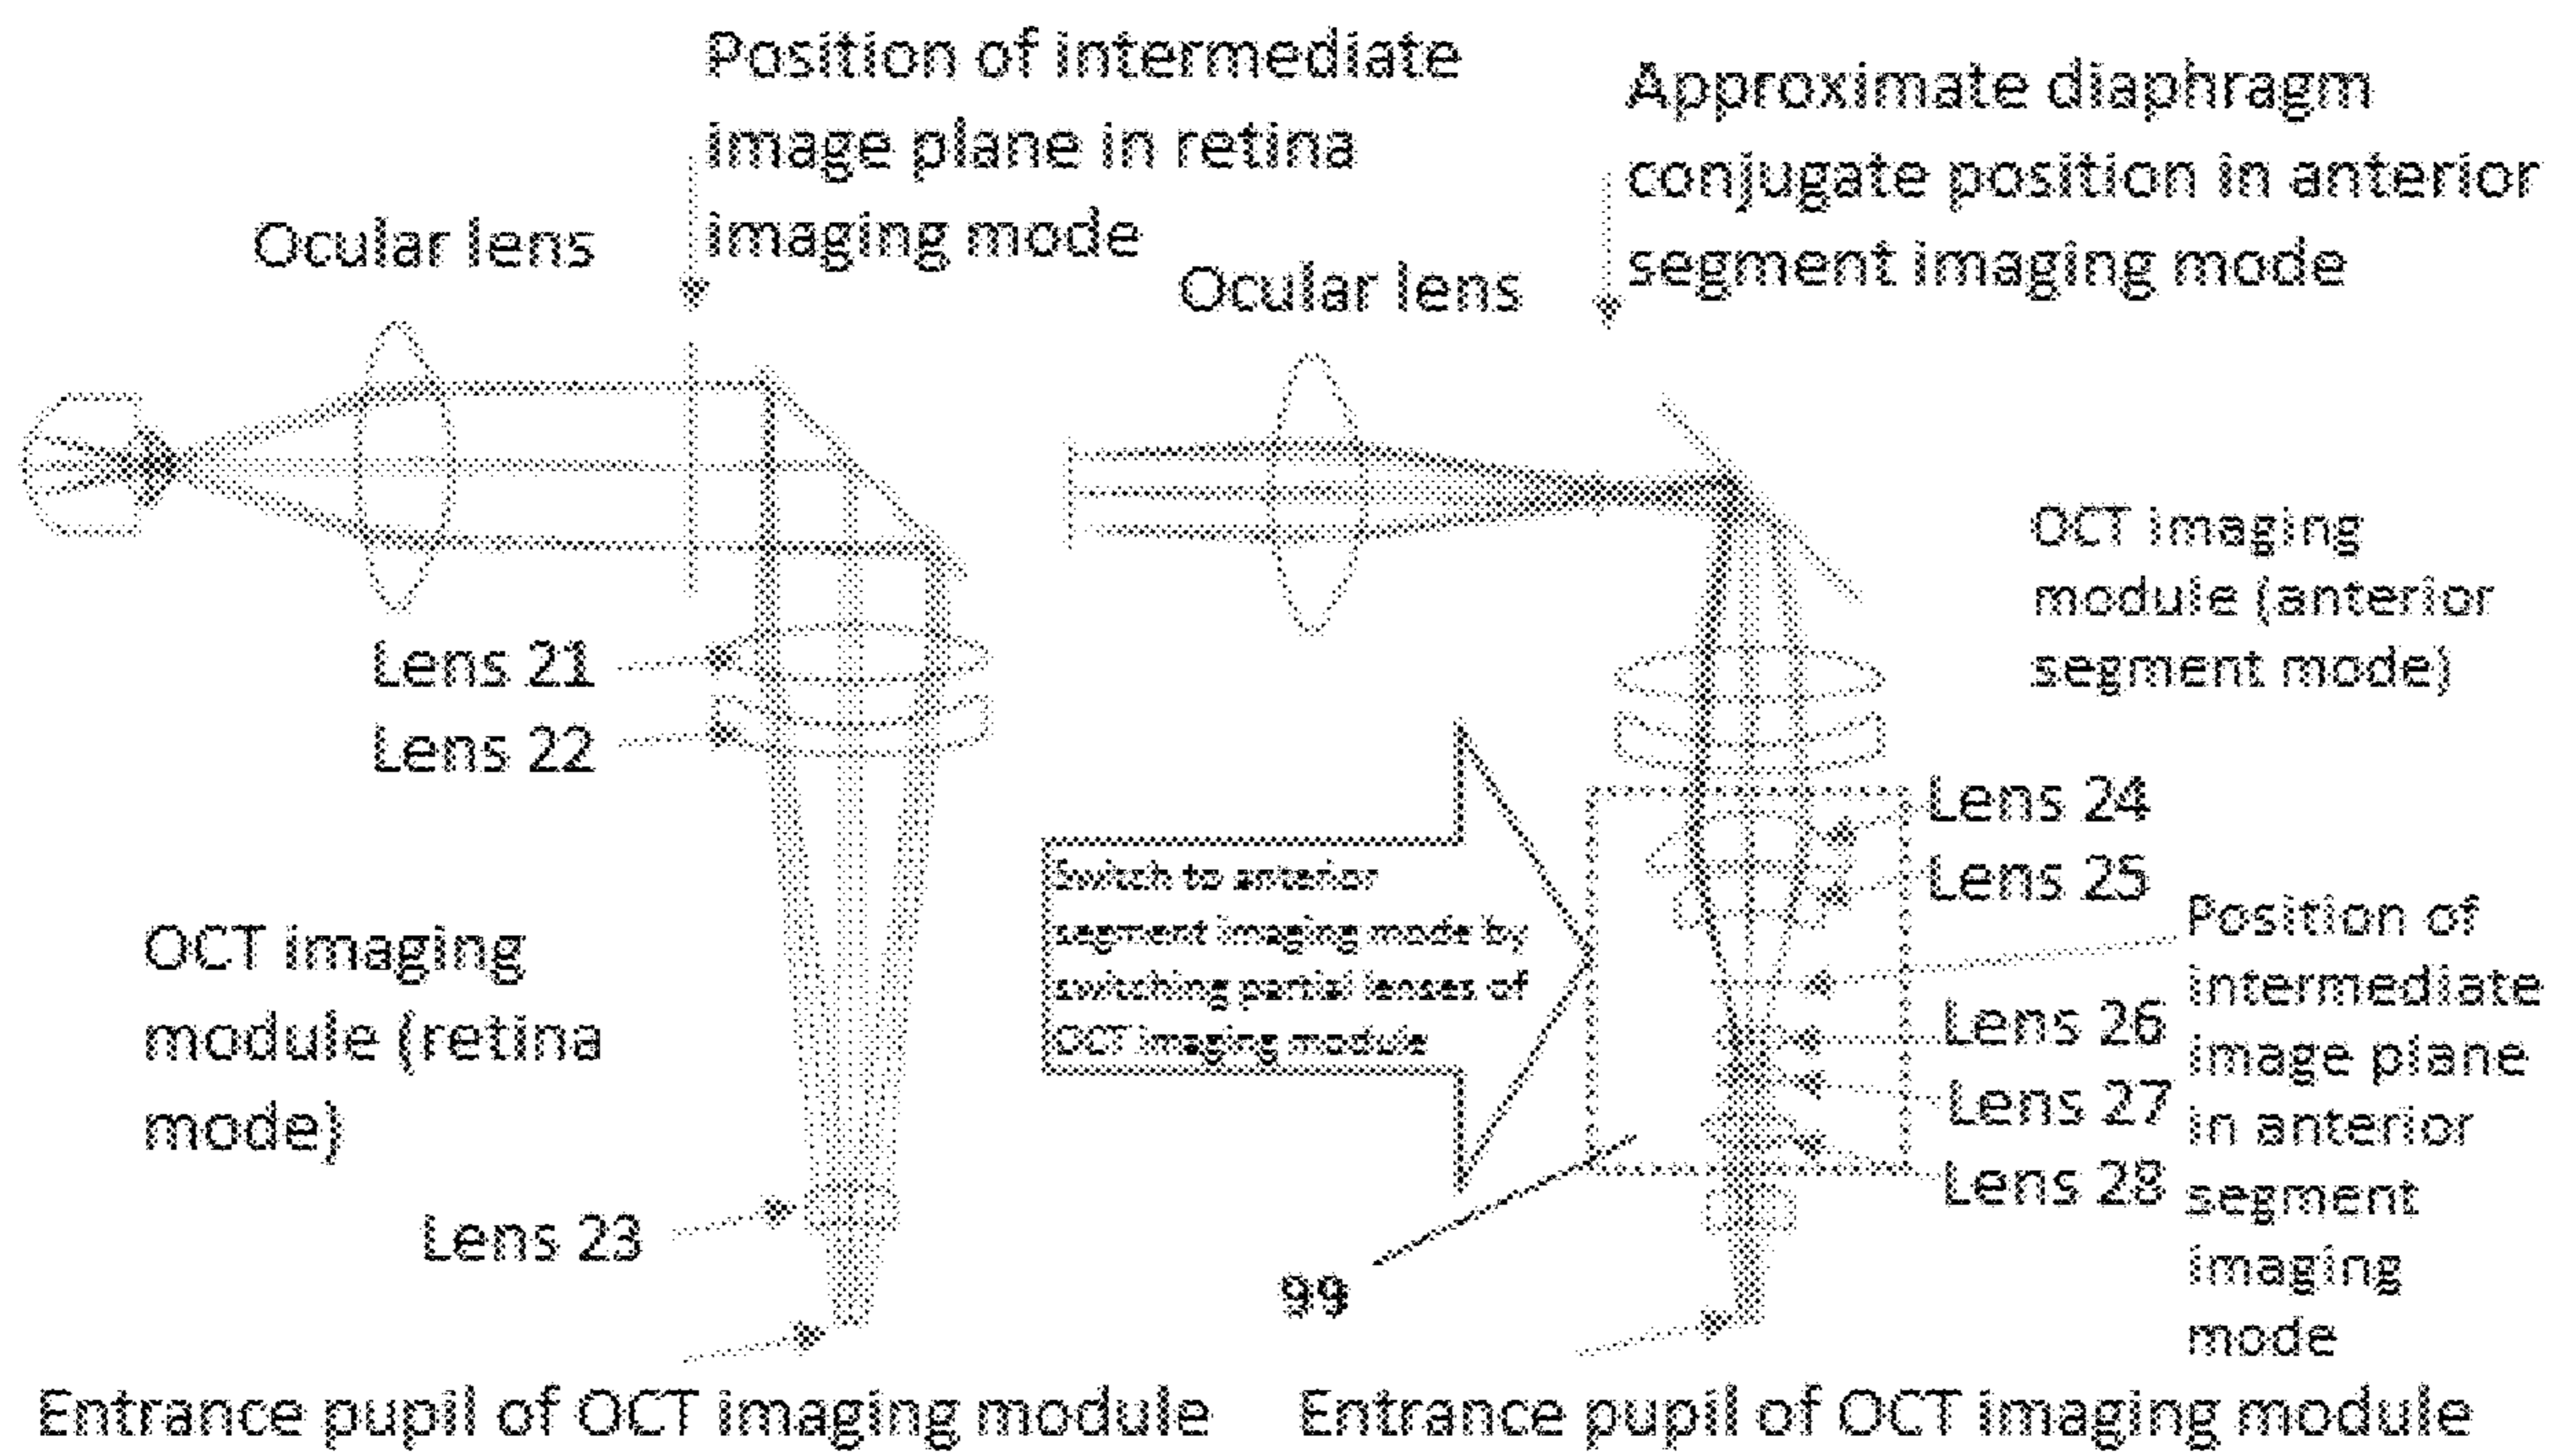 Position of intermediate
image plane in retina
imaging mode
Ocular lens
Approximate diaphragm
conjugate position in anterior
segment imaging mode
Ocular lens
OCT imaging
module (anterior
segment mode)
Lens 21
Lens 22
OCT imaging
module (retina
mode)
Lens 23
Switch to anterior
segment imaging mode by
switching partial lenses of
OCT imaging module
Lens 24
Lens 25
Position of
intermediate
image plane
in anterior
segment
imaging
mode
Lens 26
Lens 27
Lens 28
99
Entrance pupil of OCT imaging module
Entrance pupil of OCT imaging module